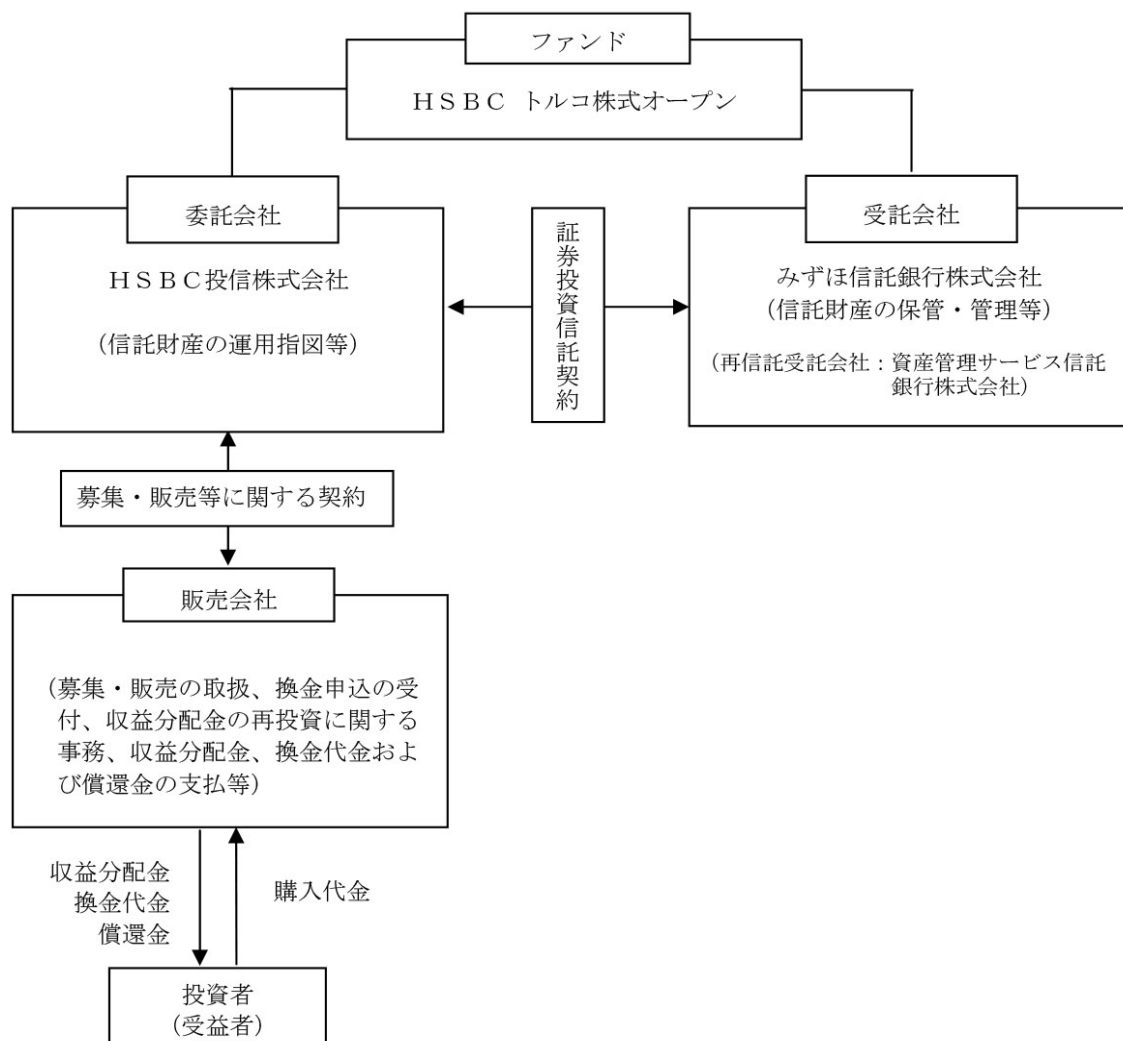 ファンド
ＨＳＢＣ トルコ株式オープン
委託会社
ＨＳＢＣ投信株式会社
（信託財産の運用指図等）
証券投資信託契約
受託会社
みずほ信託銀行株式会社
（信託財産の保管・管理等）
（再信託受託会社：資産管理サービス信託
銀行株式会社）
募集・販売等に関する契約
販売会社
（募集・販売の取扱、換金申込の受
付、収益分配金の再投資に関する
事務、収益分配金、換金代金およ
び償還金の支払等）
収益分配金
換金代金
償還金
購入代金
投資者
（受益者）